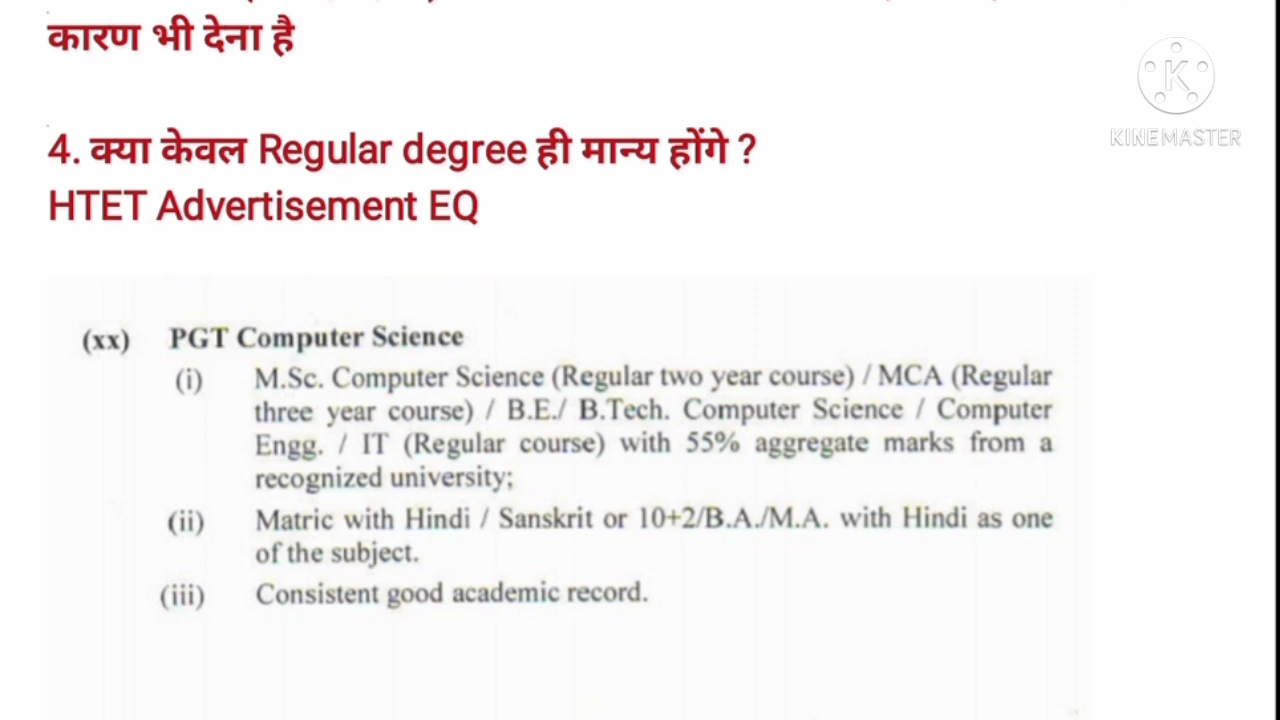 कारण भी देना है
4. क्या केवल Regular degree ही मान्य होंगे ?
HTET Advertisement EQ
KINEMASTER
(xx) PGT Computer Science
(i) M.Sc. Computer Science (Regular two year course) / MCA (Regular
three year course) / B.E./ B.Tech. Computer Science / Computer
Engg. / IT (Regular course) with 55% aggregate marks from a
recognized university;
(ii) Matric with Hindi / Sanskrit or 10+2/B.A./M.A. with Hindi as one
of the subject.
(iii) Consistent good academic record.